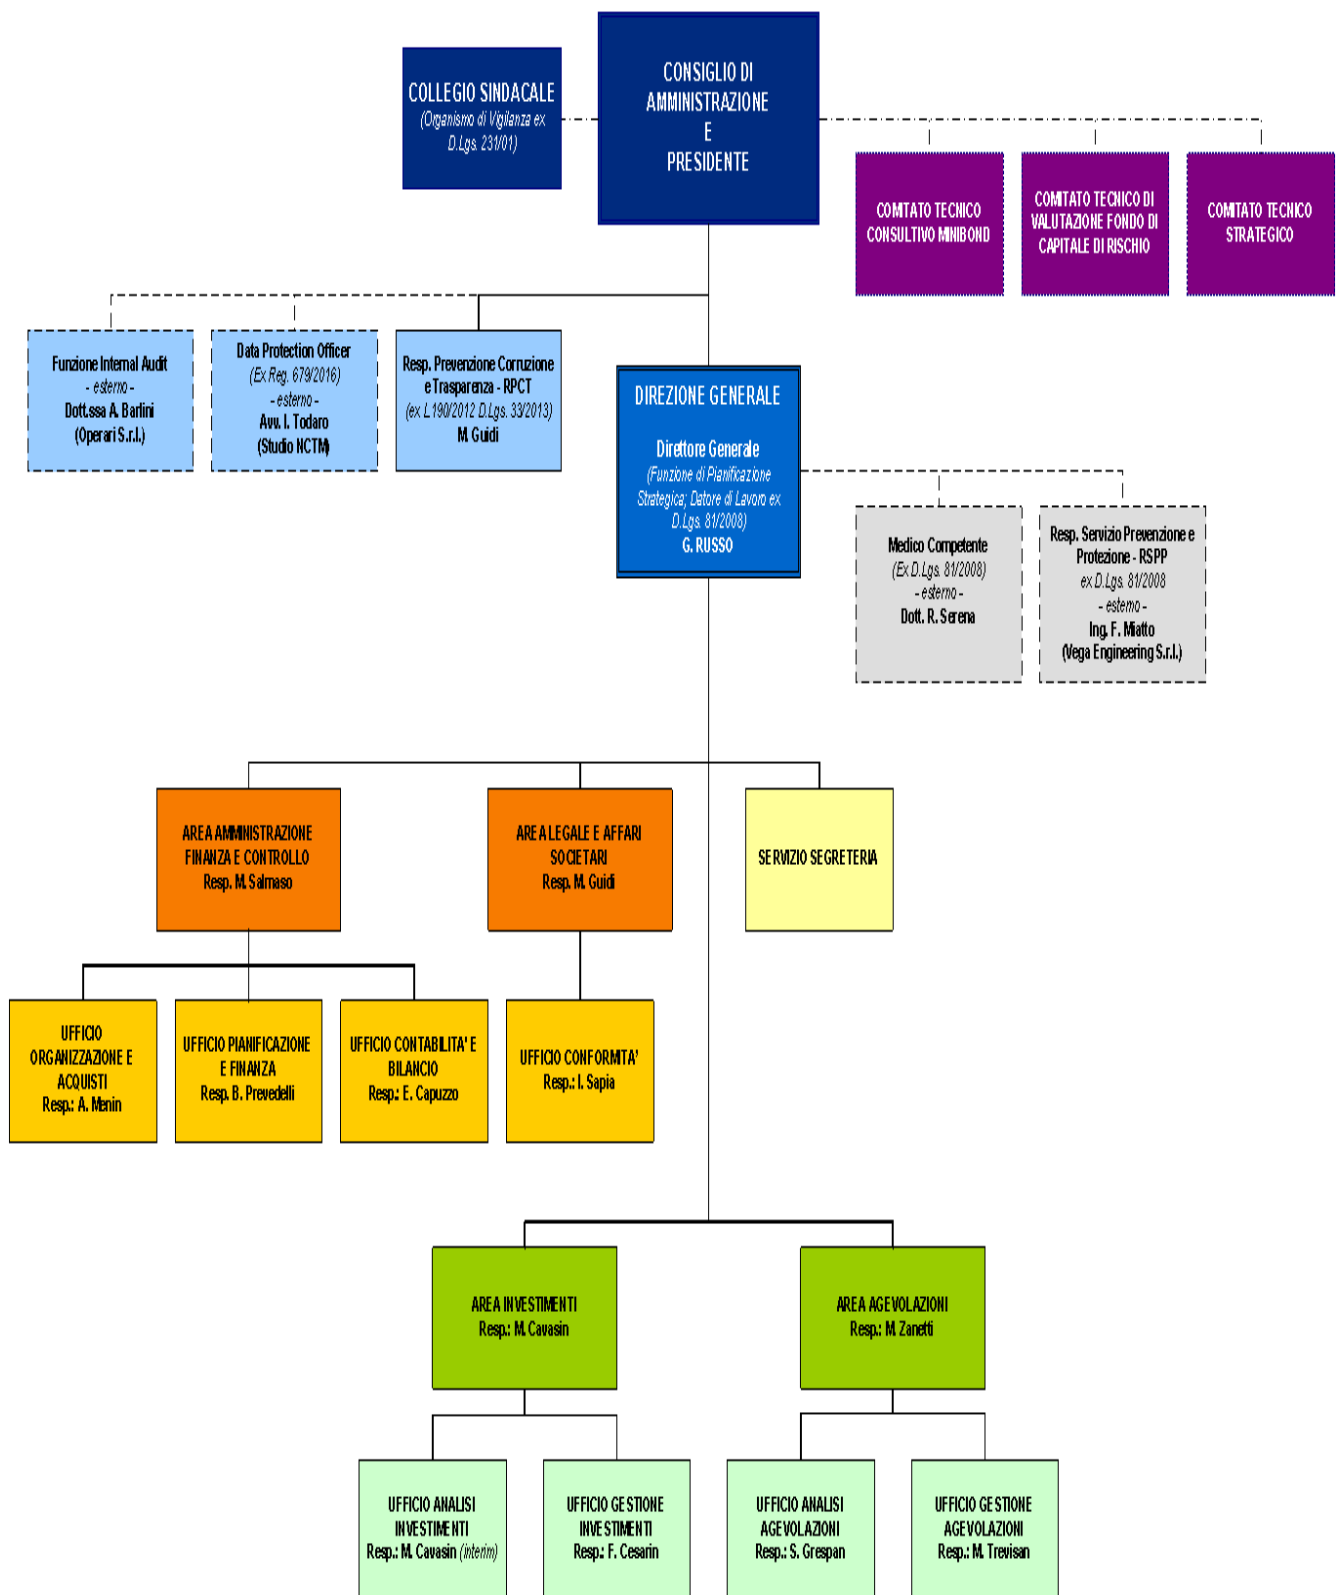 COLLEGIO SINDACALE
(Organismo di Vigilanza ex
D.Lgs. 231/01)
CONSIGLIO DI
AMMINISTRAZIONE
E
PRESIDENTE
COMITATO TECNICO
CONSULTIVO MINIBOND
COMITATO TECNICO DI
VALUTAZIONE FONDO DI
CAPITALE DI RISCHIO
COMITATO TECNICO
STRATEGICO
Funzione Internal Audit
- esterno -
Dott.ssa A. Barlini
(Operari S.r.l.)
Data Protection Officer
(Ex Reg. 679/2016)
- esterno -
Avv. I. Todaro
(Studio NCTM)
Resp. Prevenzione Corruzione
e Trasparenza - RPCT
(ex L.190/2012 D.Lgs. 33/2013)
M. Guidi
DIREZIONE GENERALE
Direttore Generale
(Funzione di Pianificazione
Strategica; Datore di Lavoro ex
D.Lgs. 81/2008)
G. RUSSO
Medico Competente
(Ex D.Lgs. 81/2008)
- esterno -
Dott. R. Serena
Resp. Servizio Prevenzione e
Protezione - RSPP
ex D.Lgs. 81/2008
- esterno -
Ing. F. Miatto
(Vega Engineering S.r.l.)
AREA AMMINISTRAZIONE
FINANZA E CONTROLLO
Resp. M. Salmaso
AREA LEGALE E AFFARI
SOCIETARI
Resp. M. Guidi
SERVIZIO SEGRETERIA
UFFICIO
ORGANIZZAZIONE E
ACQUISTI
Resp.: A. Menin
UFFICIO PIANIFICAZIONE
E FINANZA
Resp. B. Prevedelli
UFFICIO CONTABILITA' E
BILANCIO
Resp.: E. Capuzzo
UFFICIO CONFORMITA'
Resp.: I. Sapia
AREA INVESTIMENTI
Resp.: M. Cavasin
AREA AGEVOLAZIONI
Resp.: M. Zanetti
UFFICIO ANALISI
INVESTIMENTI
Resp.: M. Cavasin (interim)
UFFICIO GESTIONE
INVESTIMENTI
Resp.: F. Cesarin
UFFICIO ANALISI
AGEVOLAZIONI
Resp.: S. Grespan
UFFICIO GESTIONE
AGEVOLAZIONI
Resp.: M. Trevisan